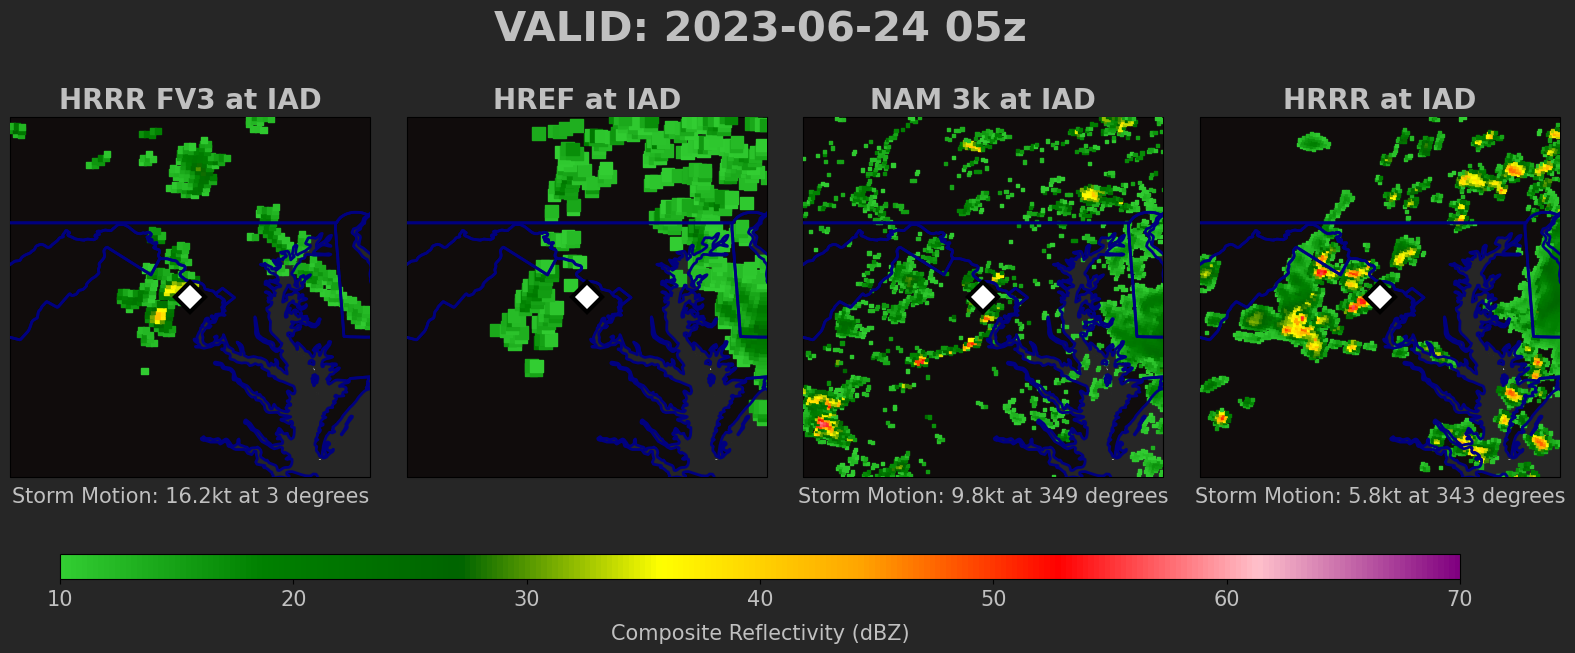 VALID: 2023-06-24 05z
HRRR FV3 at IAD
HREF at IAD
NAM 3k at IAD
HRRR at IAD
Storm Motion: 16.2kt at 3 degrees
Storm Motion: 9.8kt at 349 degrees
Storm Motion: 5.8kt at 343 degrees
10 20 30 40 50 60 70
Composite Reflectivity (dBZ)